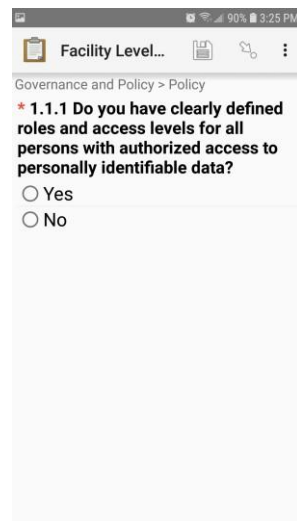 90% 3:25 PM
Facility Level...
Governance and Policy > Policy
* 1.1.1 Do you have clearly defined
roles and access levels for all
persons with authorized access to
personally identifiable data?
Yes
No